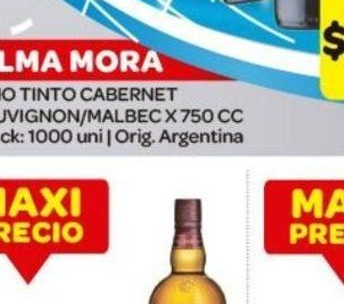 $
LMA MORA
O TINTO CABERNET
UVIGNON/MALBEC X 750 CC
ck: 1000 uni | Orig. Argentina
MAXI
RECIO
MA
PRE